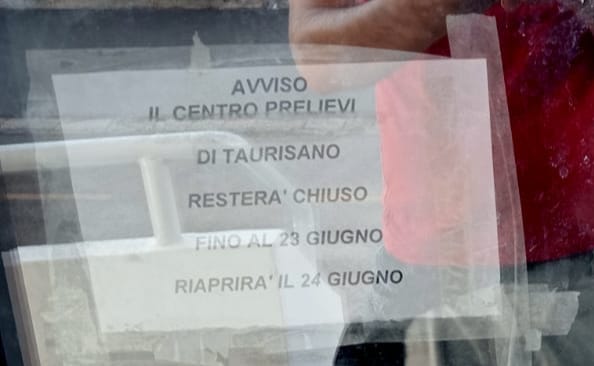 AVVISO
IL CENTRO PRELIEVI
DI TAURISANO
RESTERA' CHIUSO
FINO AL 23 GIUGNO
RIAPRIRA' IL 24 GIUGNO